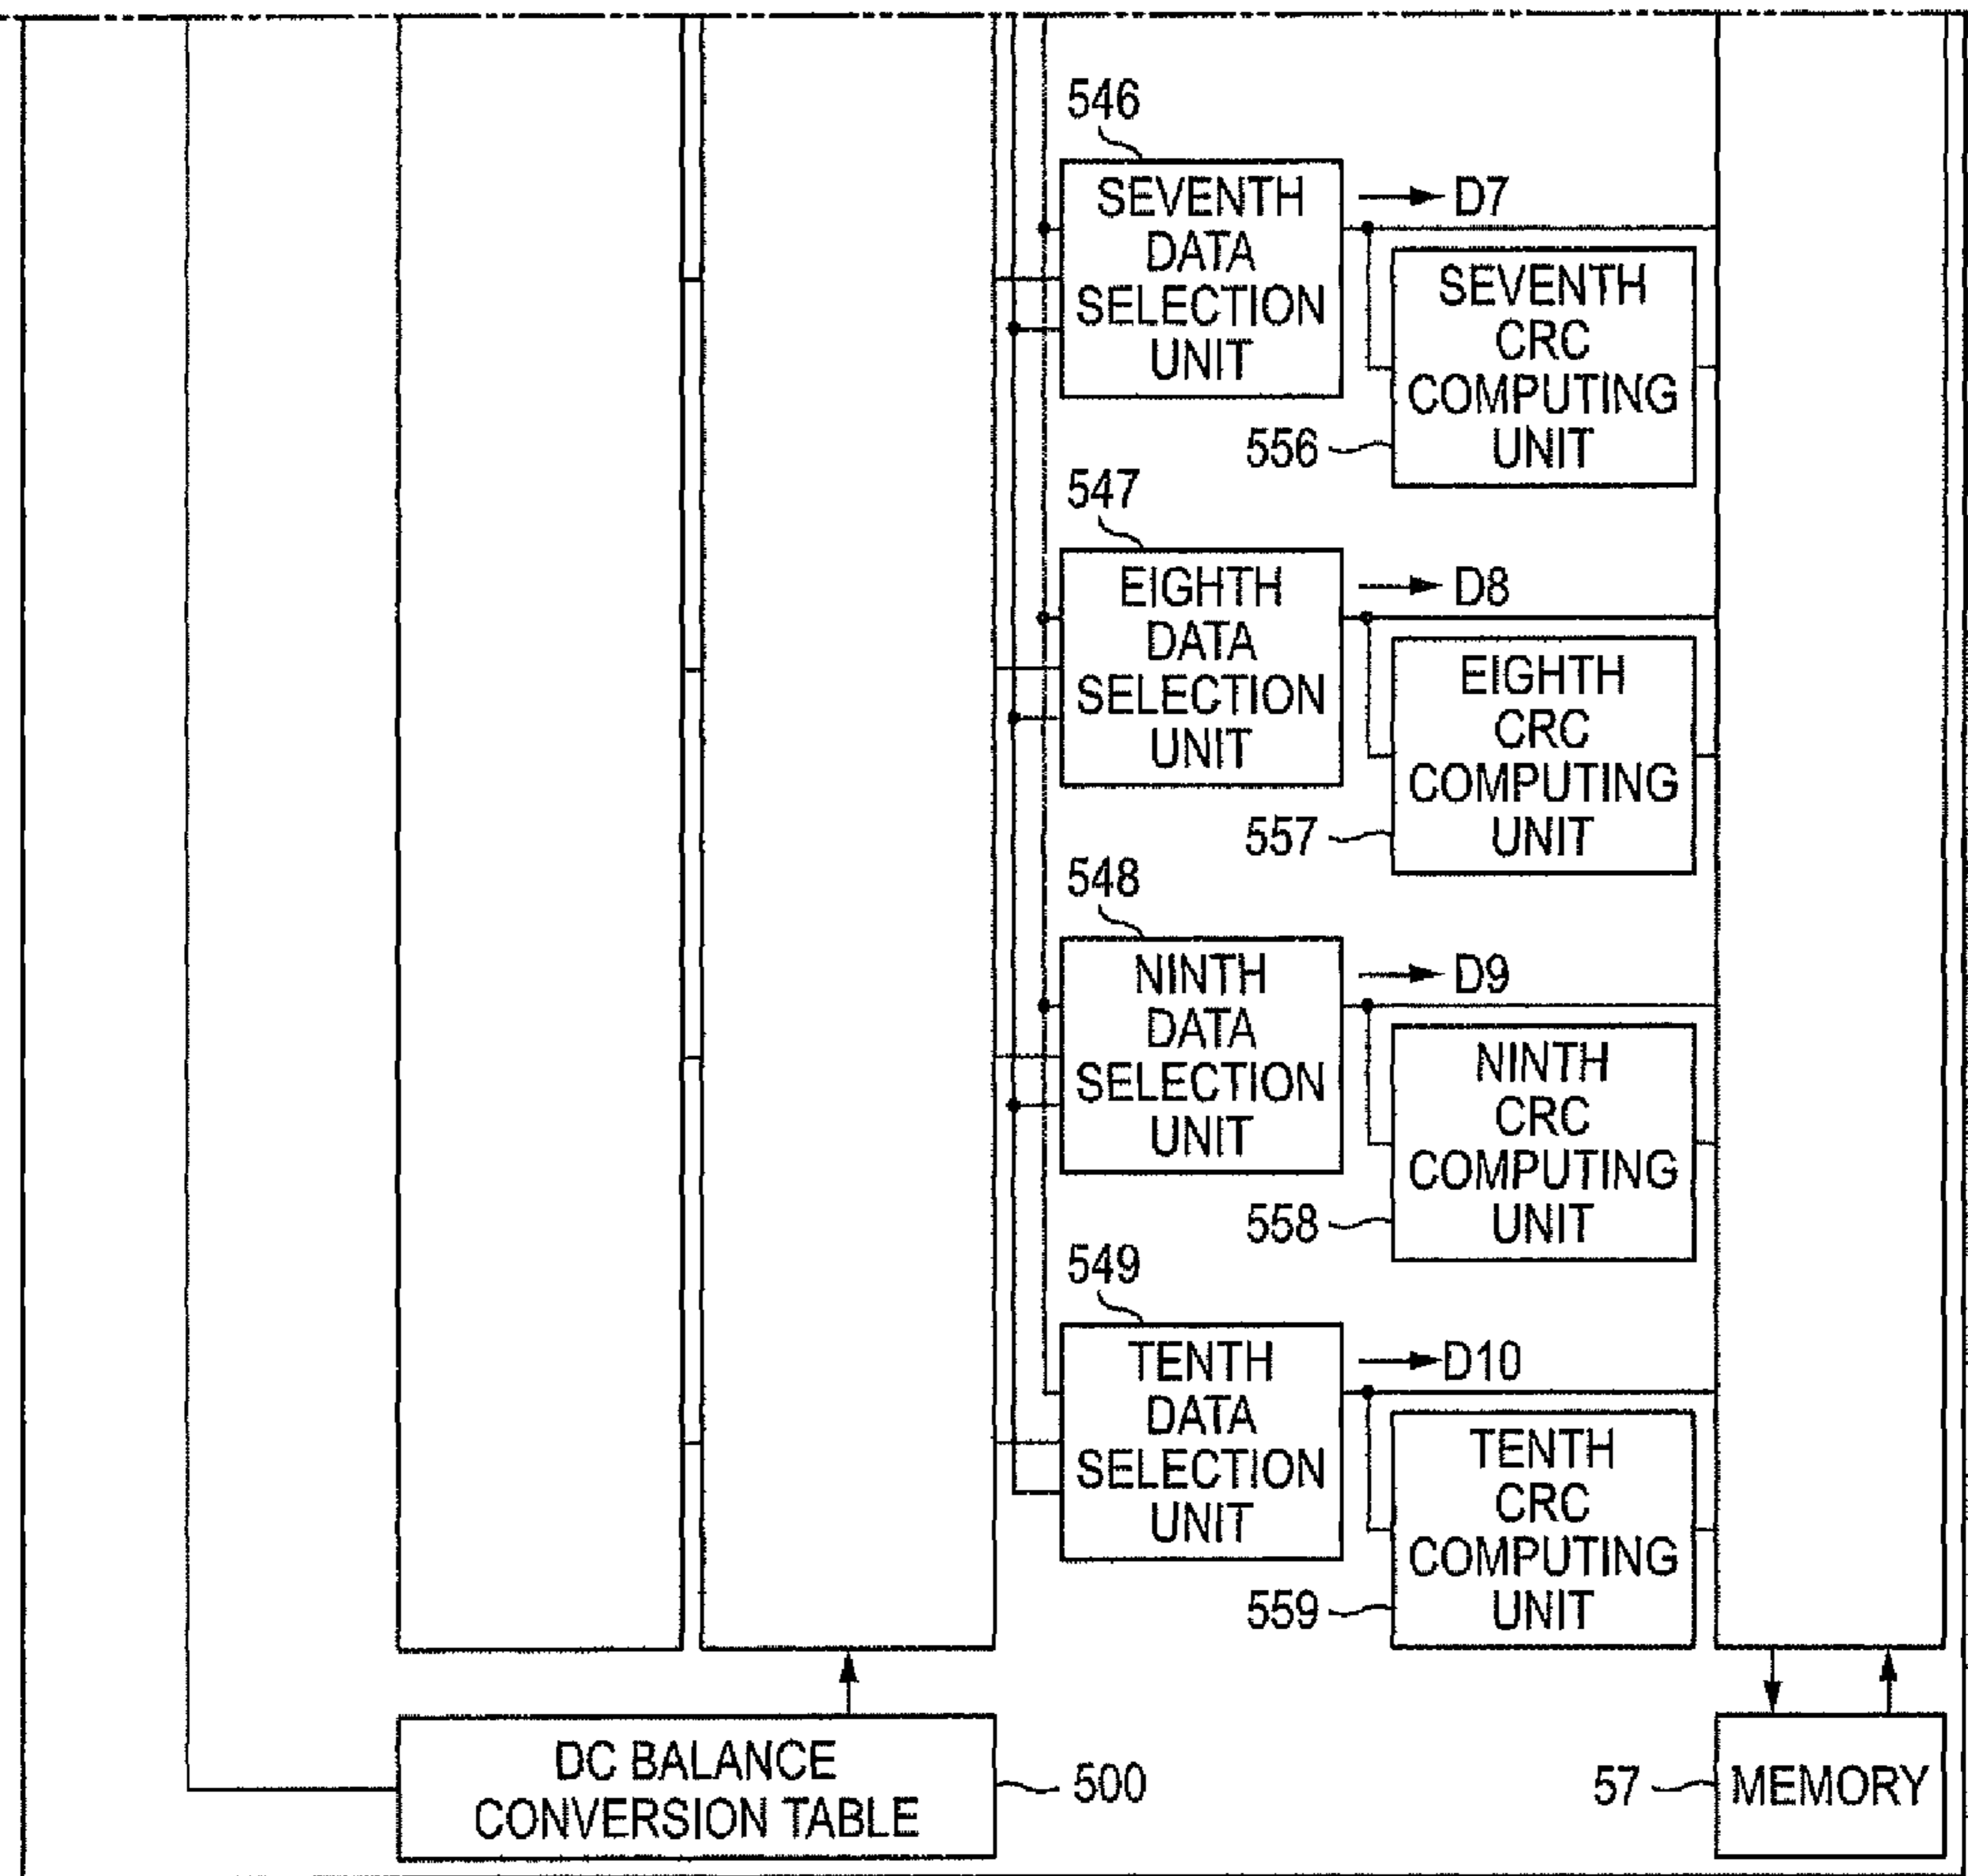 546
SEVENTH
DATA
SELECTION
UNIT
D7
SEVENTH
CRC
COMPUTING
UNIT
556
547
EIGHTH
DATA
SELECTION
UNIT
D8
EIGHTH
CRC
COMPUTING
UNIT
557
548
NINTH
DATA
SELECTION
UNIT
D9
NINTH
CRC
COMPUTING
UNIT
558
549
TENTH
DATA
SELECTION
UNIT
D10
TENTH
CRC
COMPUTING
UNIT
559
DC BALANCE
CONVERSION TABLE
500
57
MEMORY